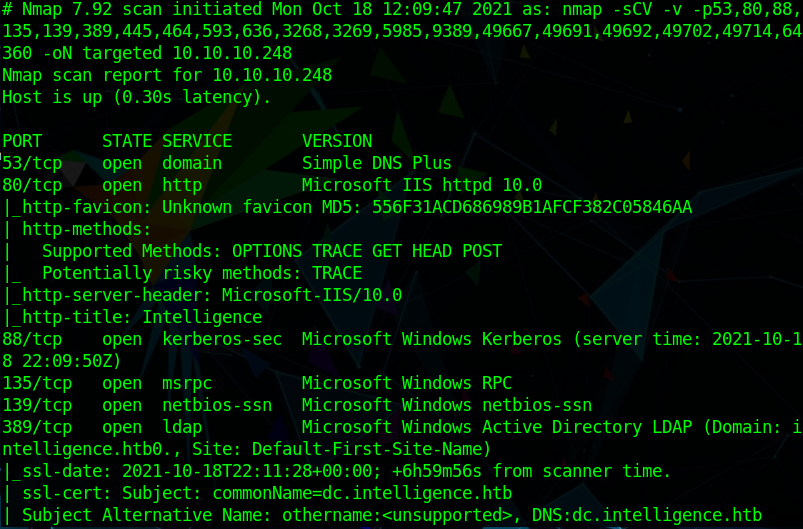 # Nmap 7.92 scan initiated Mon Oct 18 12:09:47 2021 as: nmap -sCV -v -p53,80,88,
135,139,389,445,464,593,636,3268,3269,5985,9389,49667,49691,49692,49702,49714,64
360 -oN targeted 10.10.10.248
Nmap scan report for 10.10.10.248
Host is up (0.30s latency).
PORT      STATE SERVICE       VERSION
53/tcp    open  domain        Simple DNS Plus
80/tcp    open  http          Microsoft IIS httpd 10.0
|_http-favicon: Unknown favicon MD5: 556F31ACD686989B1AFCF382C05846AA
| http-methods:
|   Supported Methods: OPTIONS TRACE GET HEAD POST
|_  Potentially risky methods: TRACE
|_http-server-header: Microsoft-IIS/10.0
|_http-title: Intelligence
88/tcp    open  kerberos-sec  Microsoft Windows Kerberos (server time: 2021-10-1
8 22:09:50Z)
135/tcp   open  msrpc         Microsoft Windows RPC
139/tcp   open  netbios-ssn   Microsoft Windows netbios-ssn
389/tcp   open  ldap          Microsoft Windows Active Directory LDAP (Domain: i
ntelligence.htb0., Site: Default-First-Site-Name)
|_ssl-date: 2021-10-18T22:11:28+00:00; +6h59m56s from scanner time.
| ssl-cert: Subject: commonName=dc.intelligence.htb
| Subject Alternative Name: othername:<unsupported>, DNS:dc.intelligence.htb